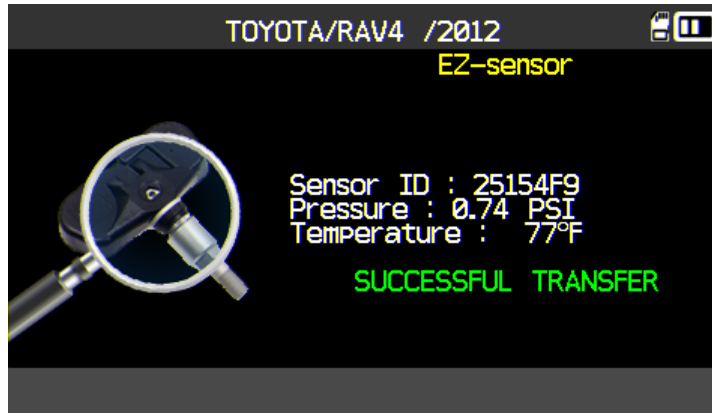 TOYOTA/RAV4 /2012
EZ-sensor
Sensor ID : 25154F9
Pressure : 0.74 PSI
Temperature : 77°F
SUCCESSFUL TRANSFER